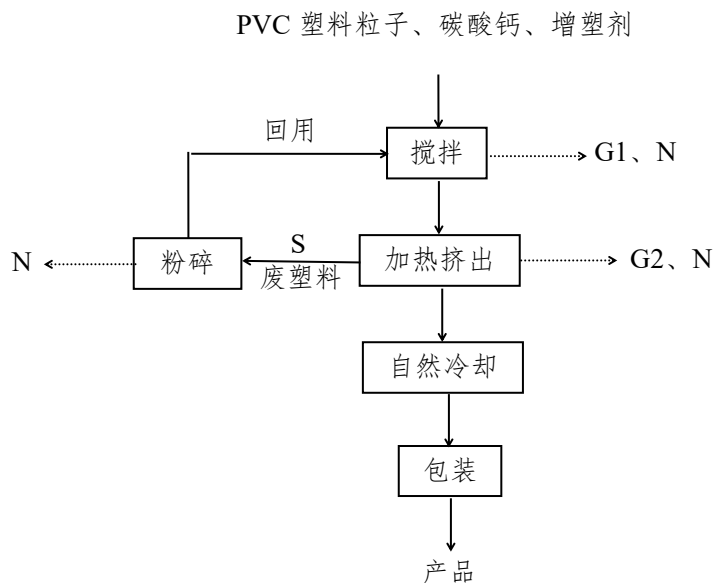 PVC 塑料粒子、碳酸钙、增塑剂
回用
搅拌
G1、N
N
粉碎
S
废塑料
加热挤出
G2、N
自然冷却
包装
产品